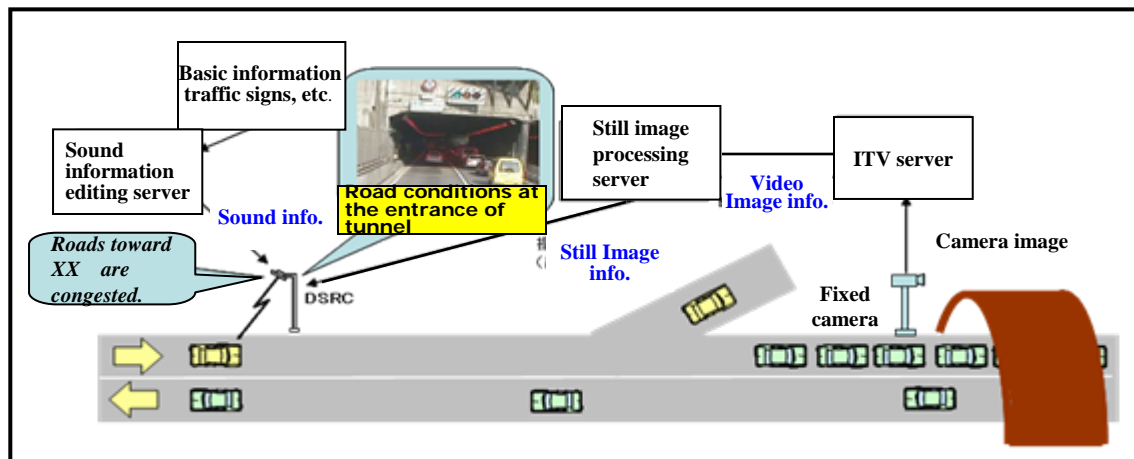 Basic information
traffic signs, etc.
Sound
information
editing server
Still image
processing
server
ITV server
Road conditions at
the entrance of
tunnel
Sound info.
Video
Image info.
Still Image
info.
Camera image
Roads toward
XX are
congested.
DSRC
Fixed
camera